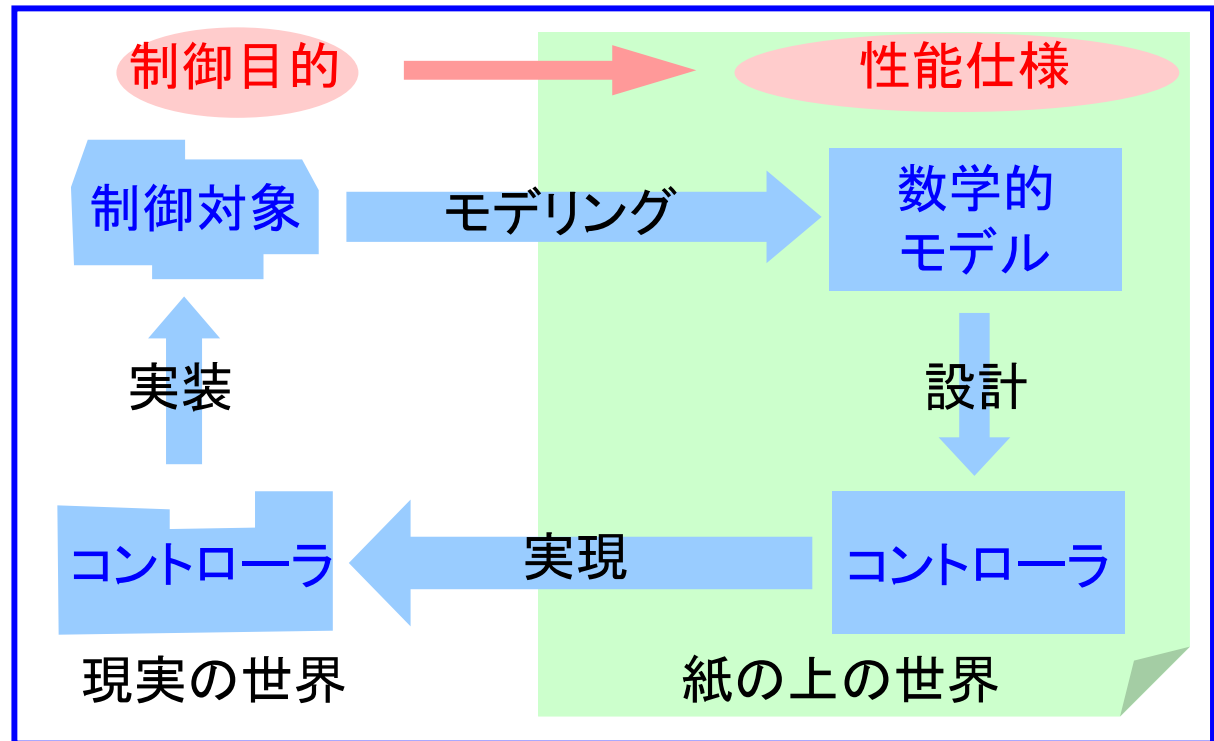 制御目的
性能仕様
制御対象
モデリング
数学的
モデル
実装
設計
コントローラ
実現
コントローラ
現実の世界
紙の上の世界